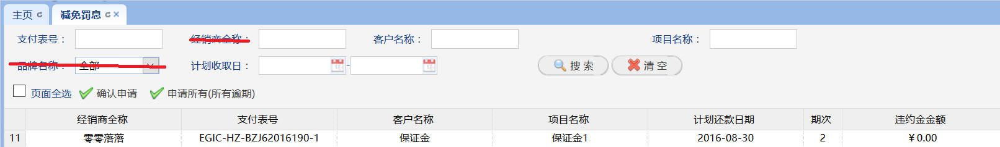 主页 减免罚息
支付表号： 经销商全称： 客户名称： 项目名称：
品牌名称： 全部 计划收取日： - 搜 索 清 空
页面全选 确认申请 申请所有(所有逾期)
经销商全称 支付表号 客户名称 项目名称 计划还款日期 期次 违约金金额
11 零零落落 EGIC-HZ-BZJ62016190-1 保证金 保证金1 2016-08-30 2 ￥0.00